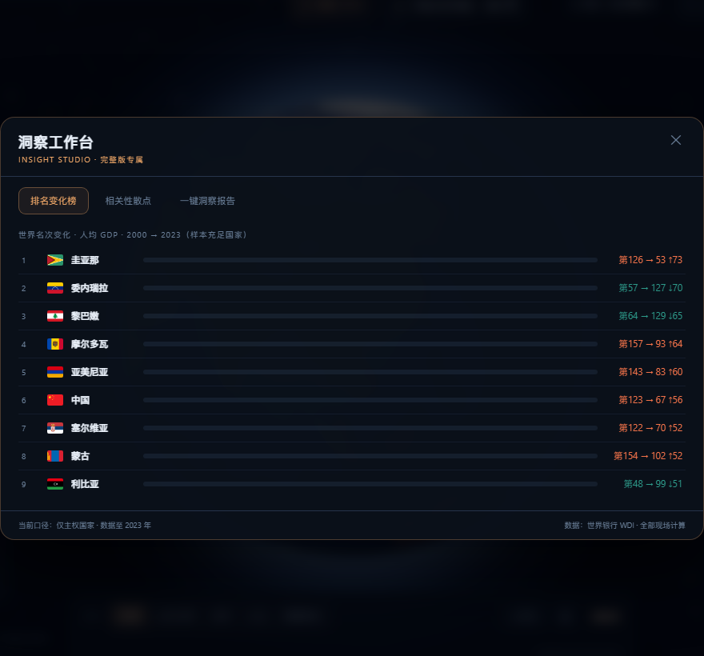 洞察工作台
INSIGHT STUDIO · 完整版专属
排名变化榜 相关性散点 一键洞察报告
世界名次变化 · 人均 GDP · 2000 → 2023（样本充足国家）
1 圭亚那 第126 → 53 ↑73
2 委内瑞拉 第57 → 127 ↓70
3 黎巴嫩 第64 → 129 ↓65
4 摩尔多瓦 第157 → 93 ↑64
5 亚美尼亚 第143 → 83 ↑60
6 中国 第123 → 67 ↑56
7 塞尔维亚 第122 → 70 ↑52
8 蒙古 第154 → 102 ↑52
9 利比亚 第48 → 99 ↓51
当前口径：仅主权国家 · 数据至 2023 年 数据：世界银行 WDI · 全部现场计算